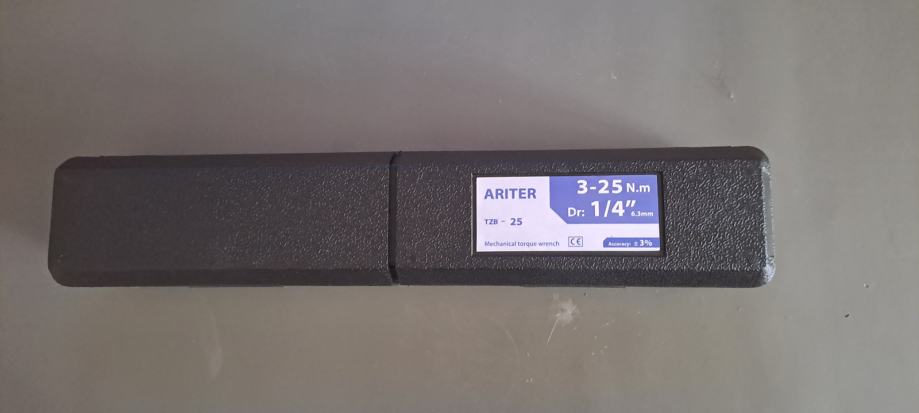 ARITER
TZB - 25
Mechanical torque wrench CE
3-25 N.m
Dr: 1/4” 6.3mm
Accuracy: ± 3%